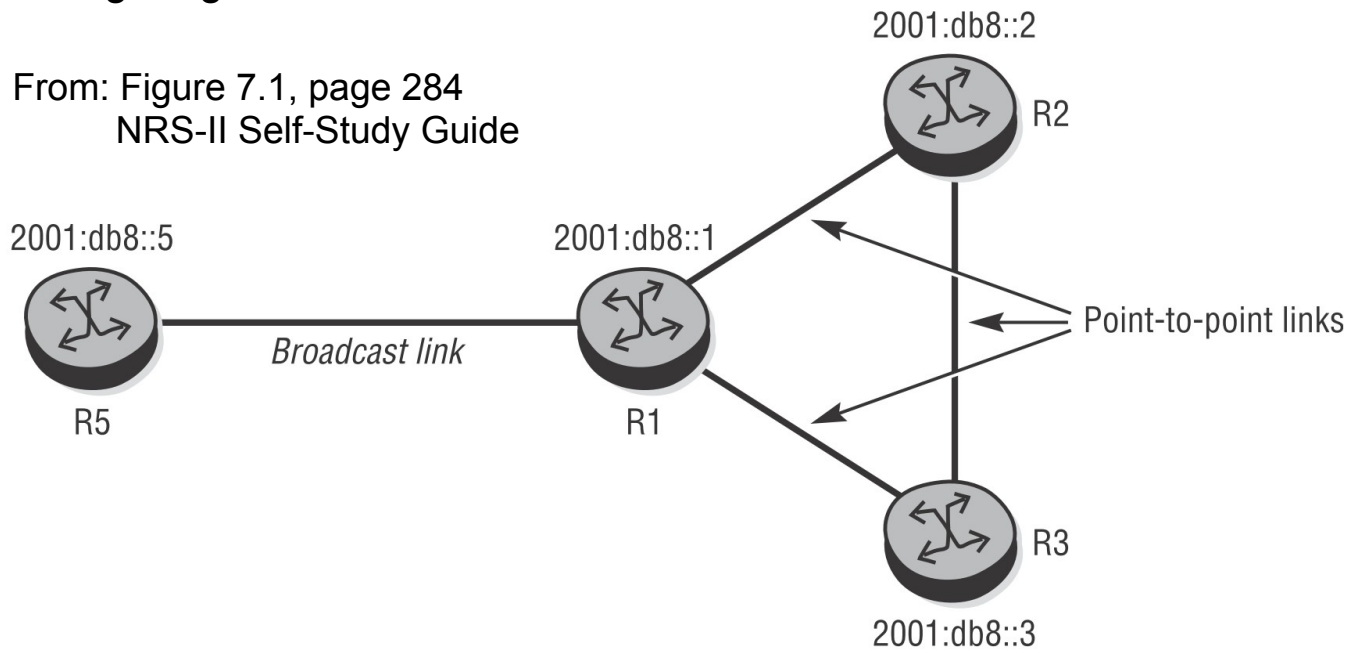 2001:db8::2
From: Figure 7.1, page 284
NRS-II Self-Study Guide
R2
2001:db8::5
2001:db8::1
Broadcast link
Point-to-point links
R5
R1
R3
2001:db8::3